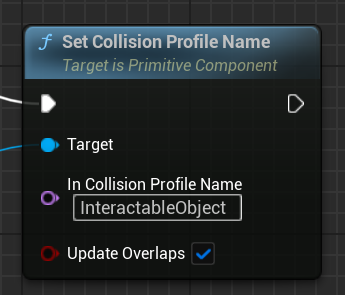 f Set Collision Profile Name
Target is Primitive Component
Target
In Collision Profile Name
InteractableObject
Update Overlaps